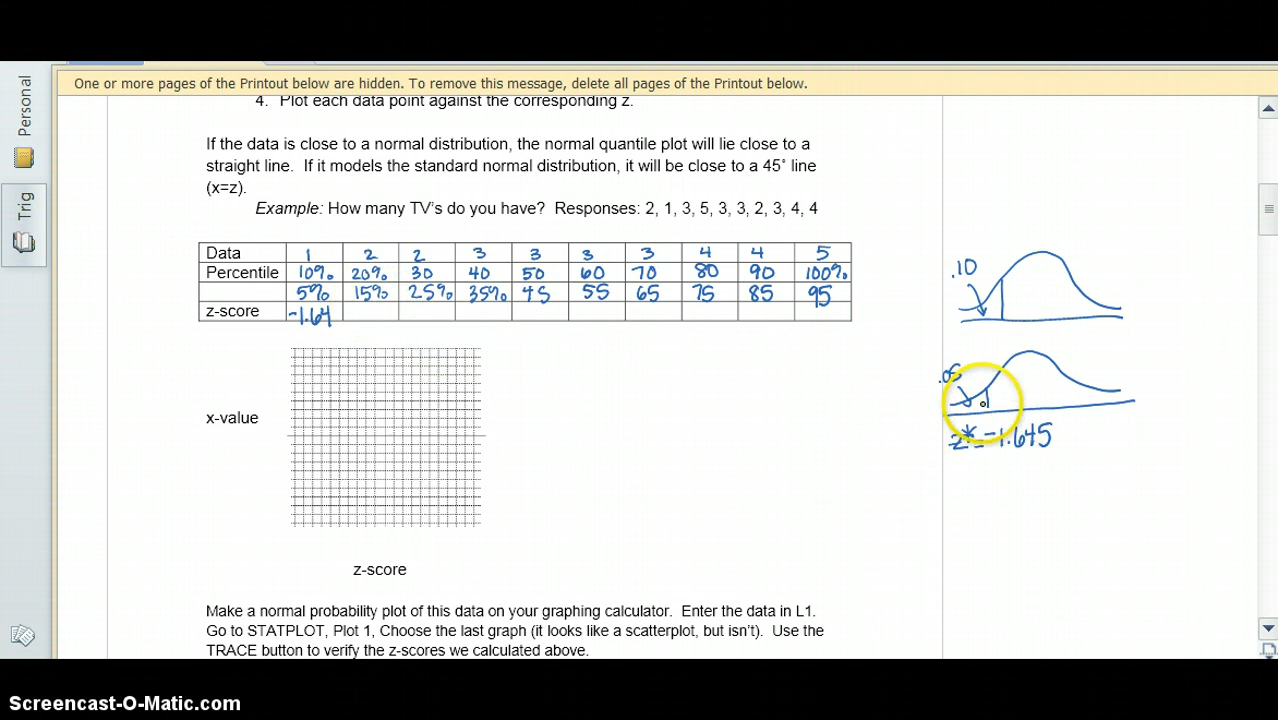 One or more pages of the Printout below are hidden. To remove this message, delete all pages of the Printout below.
Personal
Trig
4. Plot each data point against the corresponding z.
If the data is close to a normal distribution, the normal quantile plot will lie close to a
straight line. If it models the standard normal distribution, it will be close to a 45˚ line
(x=z).
Example: How many TV's do you have? Responses: 2, 1, 3, 5, 3, 3, 2, 3, 4, 4
Data 1 2 2 3 3 3 3 4 4 5
Percentile 10% 20% 30 40 50 60 70 80 90 100%
5% 15% 25% 35% 45 55 65 75 85 95
z-score -1.64
.10
.05
z*=-1.645
x-value
z-score
Make a normal probability plot of this data on your graphing calculator. Enter the data in L1.
Go to STATPLOT, Plot 1, Choose the last graph (it looks like a scatterplot, but isn't). Use the
TRACE button to verify the z-scores we calculated above.
Screencast-O-Matic.com